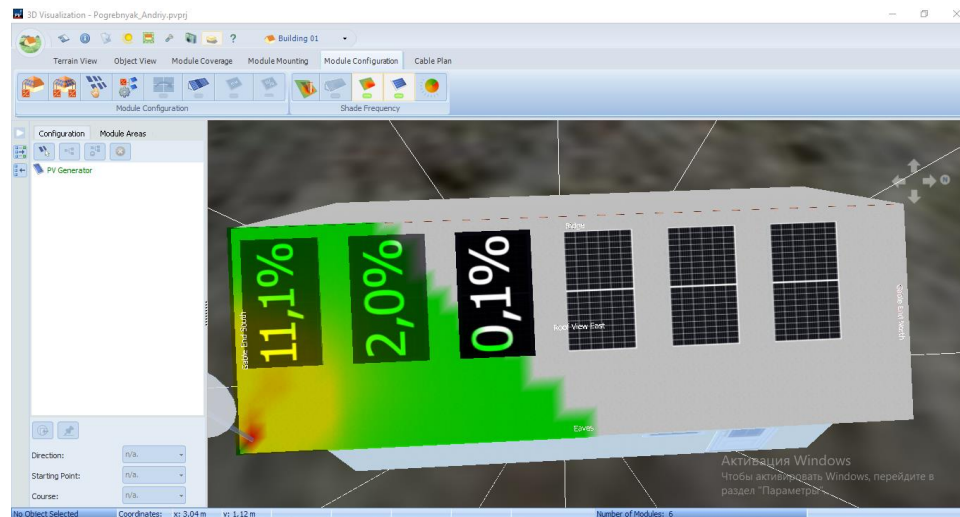 3D Visualization - Pogrebnyak_Andriy.pvprj
? Building 01
Terrain View Object View Module Coverage Module Mounting Module Configuration Cable Plan
Module Configuration Shade Frequency
Configuration Module Areas
PV Generator
N
Ridge
11,1% 2,0% 0,1%
Gable End South
Roof View East
Gable End North
Eaves
Direction: n/a.
Starting Point: n/a.
Course: n/a.
Активация Windows
Чтобы активировать Windows, перейдите в
раздел "Параметры".
No Object Selected Coordinates: x: 3,04 m y: 1,12 m Number of Modules: 6